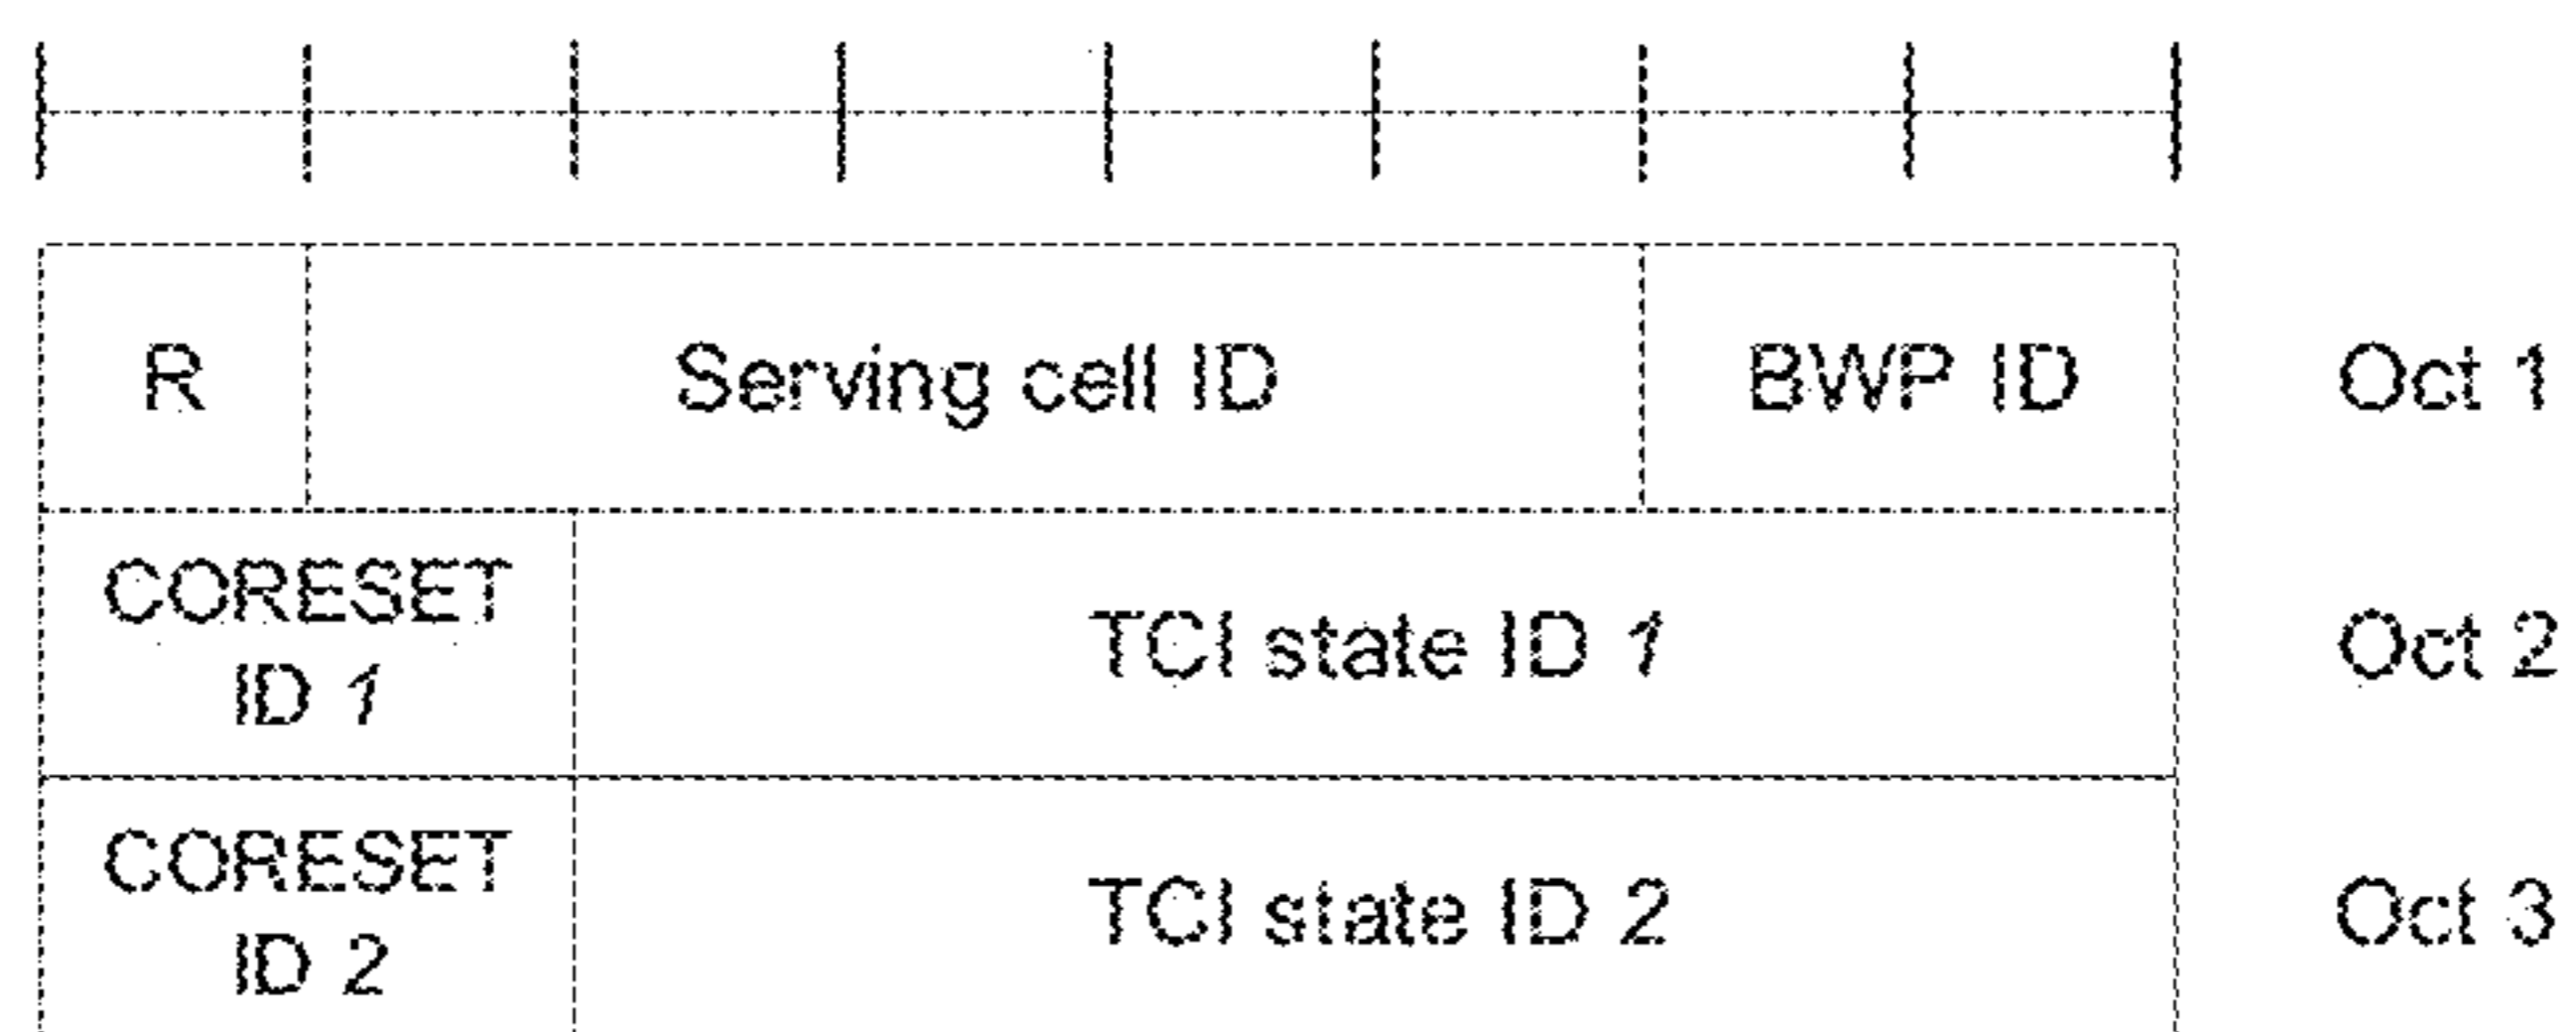 R Serving cell ID BWP ID Oct 1
CORESET
ID 1
TCI state ID 1 Oct 2
CORESET
ID 2
TCI state ID 2 Oct 3